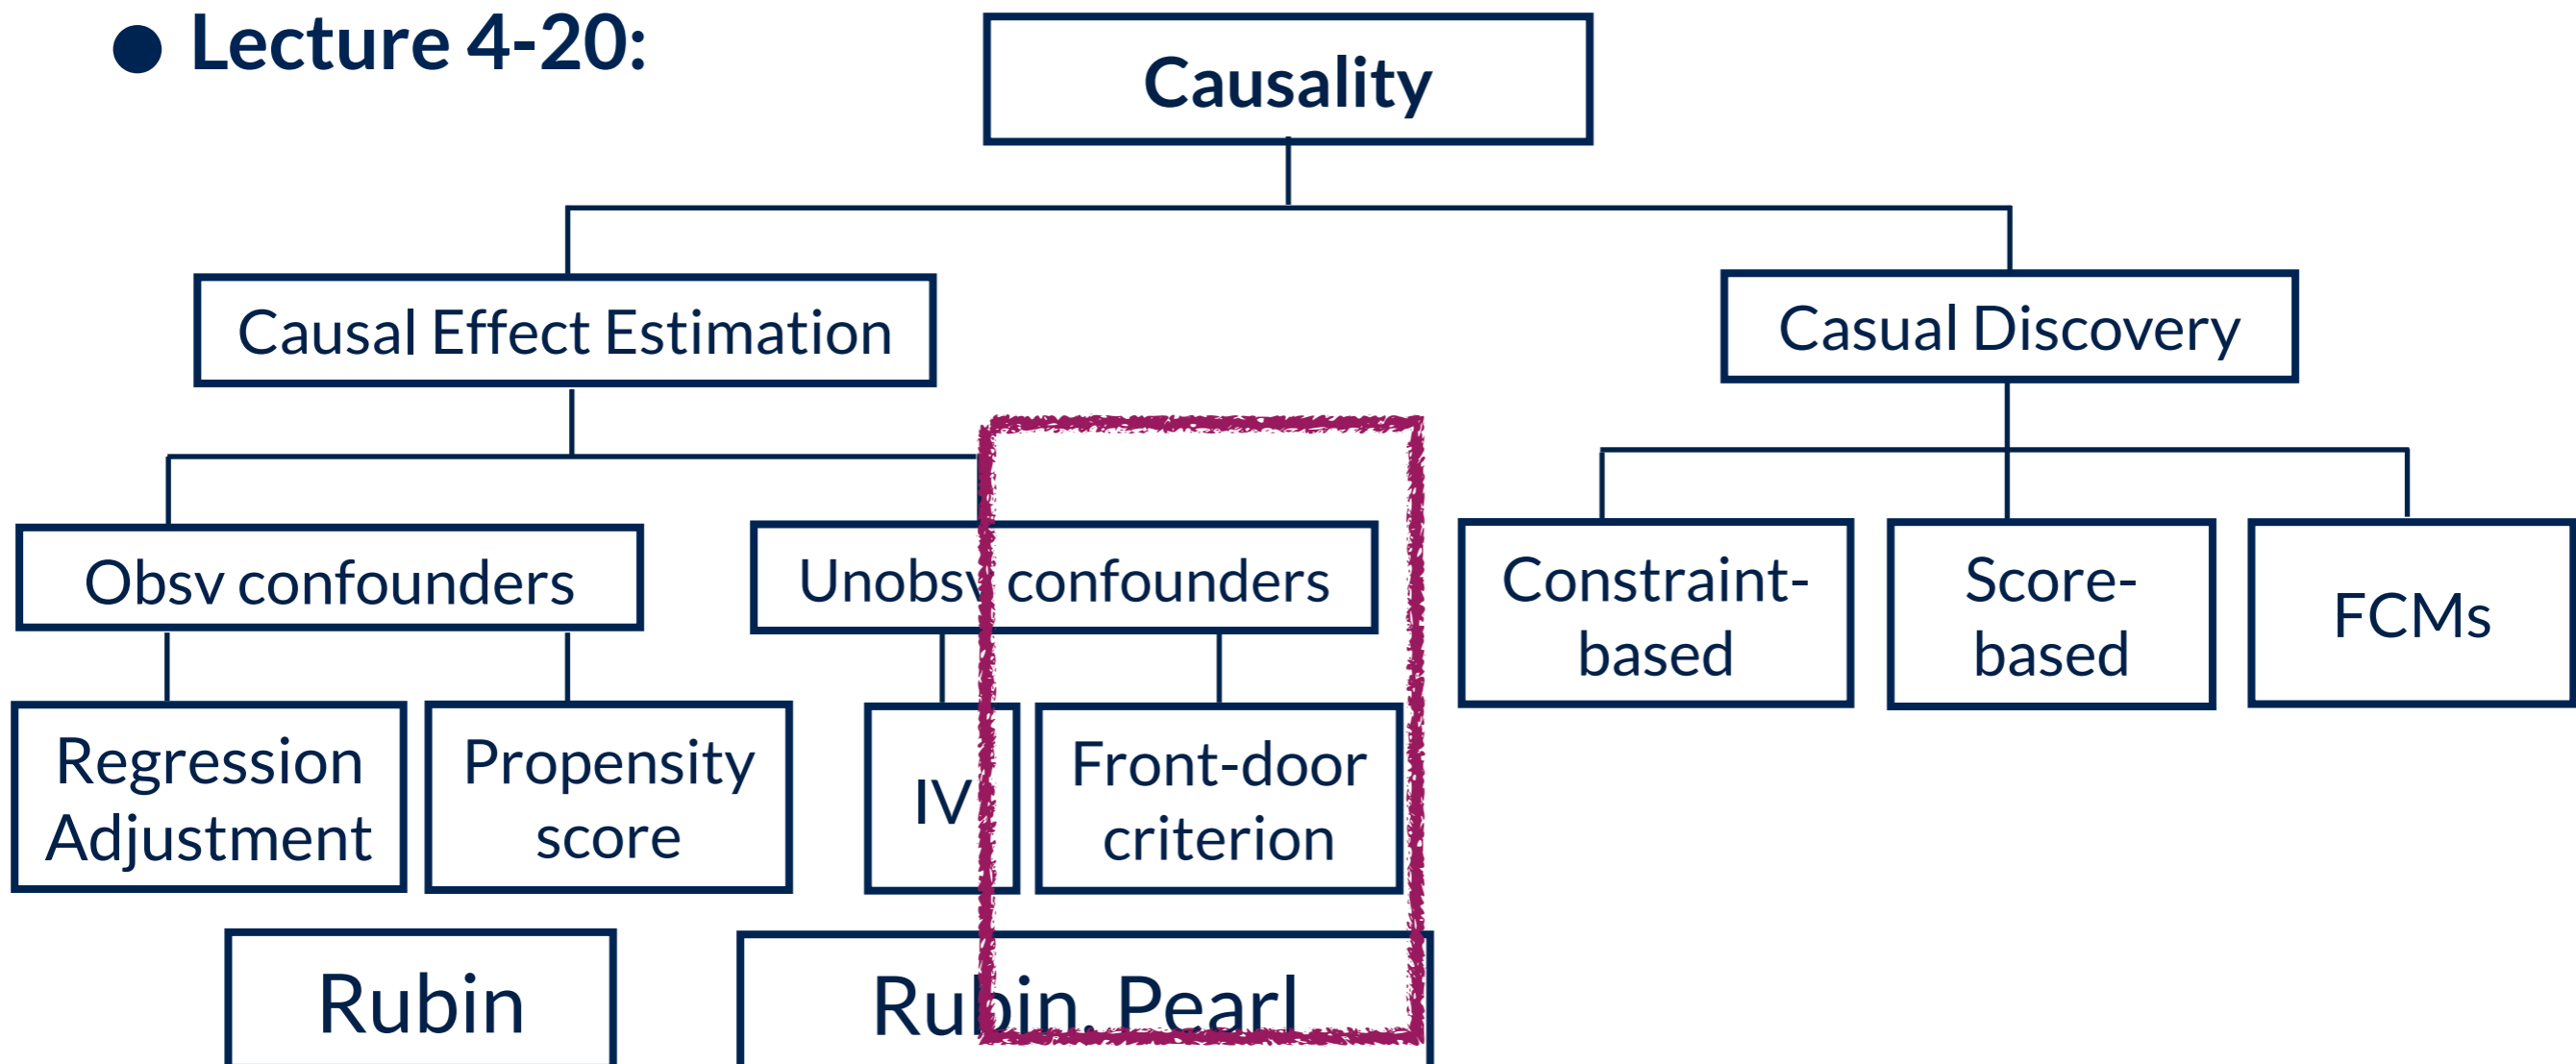 ● Lecture 4-20:
Causality
Causal Effect Estimation
Casual Discovery
Obsv confounders
Unobsv confounders
Constraint-
based
Score-
based
FCMs
Regression
Adjustment
Propensity
score
IV
Front-door
criterion
Rubin
Rubin, Pearl